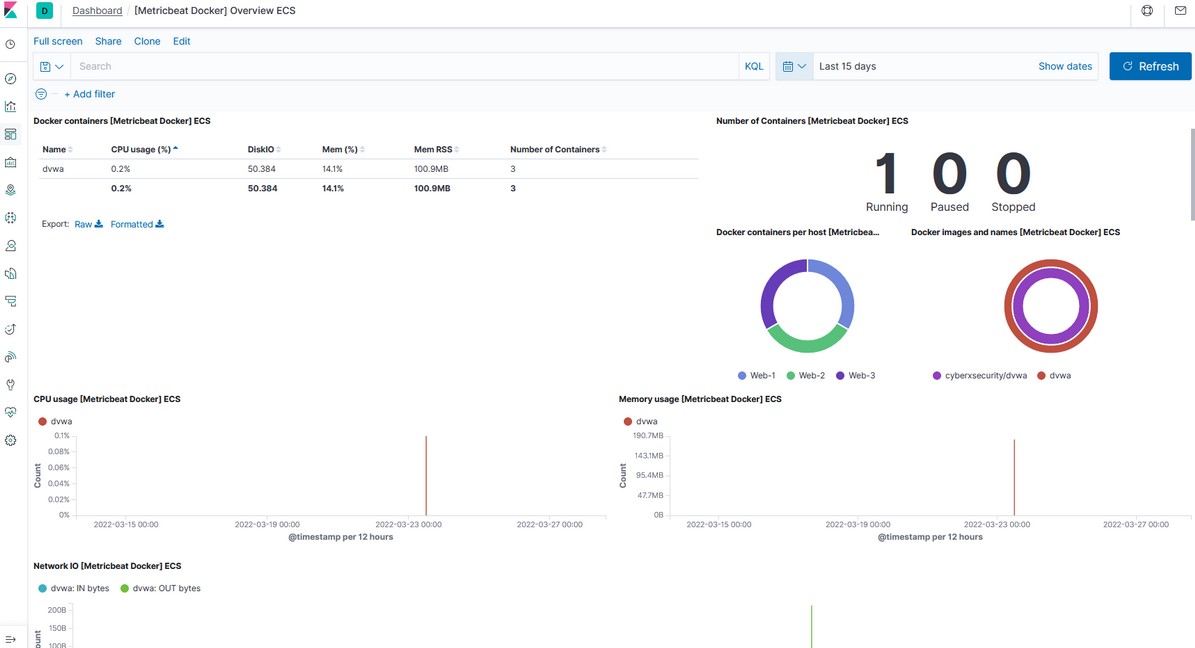 D Dashboard / [Metricbeat Docker] Overview ECS
Full screen Share Clone Edit
Search KQL Last 15 days Show dates Refresh
+ Add filter
Docker containers [Metricbeat Docker] ECS
Name CPU usage (%) DiskIO Mem (%) Mem RSS Number of Containers
dvwa 0.2% 50.384 14.1% 100.9MB 3
0.2% 50.384 14.1% 100.9MB 3
Export: Raw Formatted
Number of Containers [Metricbeat Docker] ECS
1 0 0
Running Paused Stopped
Docker containers per host [Metricbea...
Web-1 Web-2 Web-3
Docker images and names [Metricbeat Docker] ECS
cyberxsecurity/dvwa dvwa
CPU usage [Metricbeat Docker] ECS
dvwa
0.1%
0.08%
0.06%
0.04%
0.02%
0%
Count
2022-03-15 00:00 2022-03-19 00:00 2022-03-23 00:00 2022-03-27 00:00
@timestamp per 12 hours
Memory usage [Metricbeat Docker] ECS
dvwa
190.7MB
143.1MB
95.4MB
47.7MB
0B
Count
2022-03-15 00:00 2022-03-19 00:00 2022-03-23 00:00 2022-03-27 00:00
@timestamp per 12 hours
Network IO [Metricbeat Docker] ECS
dvwa: IN bytes dvwa: OUT bytes
200B
150B
100B
ount